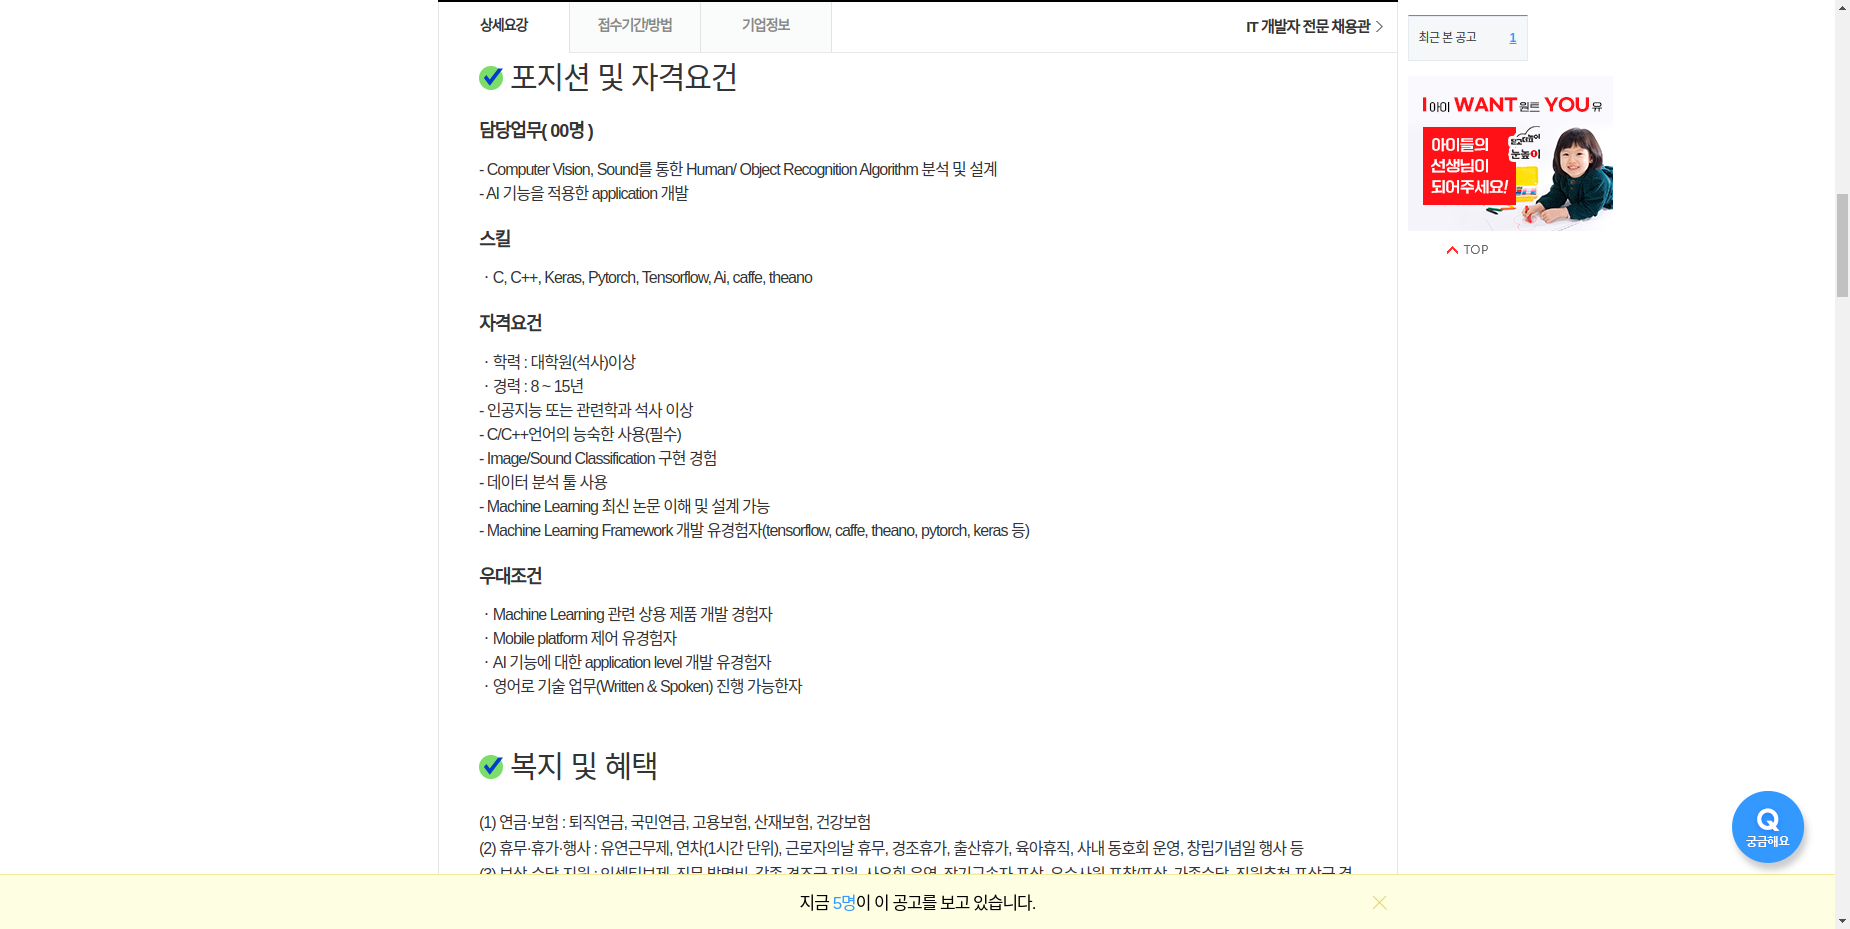 상세요강
접수기간/방법
기업정보
IT 개발자 전문 채용관
포지션 및 자격요건
담당업무( 00명 )
- Computer Vision, Sound를 통한 Human/ Object Recognition Algorithm 분석 및 설계
- AI 기능을 적용한 application 개발
스킬
ㆍC, C++, Keras, Pytorch, Tensorflow, Ai, caffe, theano
자격요건
ㆍ학력 : 대학원(석사)이상
ㆍ경력 : 8 ~ 15년
- 인공지능 또는 관련학과 석사 이상
- C/C++언어의 능숙한 사용(필수)
- Image/Sound Classification 구현 경험
- 데이터 분석 툴 사용
- Machine Learning 최신 논문 이해 및 설계 가능
- Machine Learning Framework 개발 유경험자(tensorflow, caffe, theano, pytorch, keras 등)
우대조건
ㆍMachine Learning 관련 상용 제품 개발 경험자
ㆍMobile platform 제어 유경험자
ㆍAI 기능에 대한 application level 개발 유경험자
ㆍ영어로 기술 업무(Written & Spoken) 진행 가능한자
복지 및 혜택
(1) 연금·보험 : 퇴직연금, 국민연금, 고용보험, 산재보험, 건강보험
(2) 휴무·휴가·행사 : 유연근무제, 연차(1시간 단위), 근로자의날 휴무, 경조휴가, 출산휴가, 육아휴직, 사내 동호회 운영, 창립기념일 행사 등
지금 5명이 이 공고를 보고 있습니다.
최근 본 공고 1
I 아이 WANT 원트 YOU 유
아이들의
선생님이
되어주세요!
눈높이
TOP
Q
궁금해요